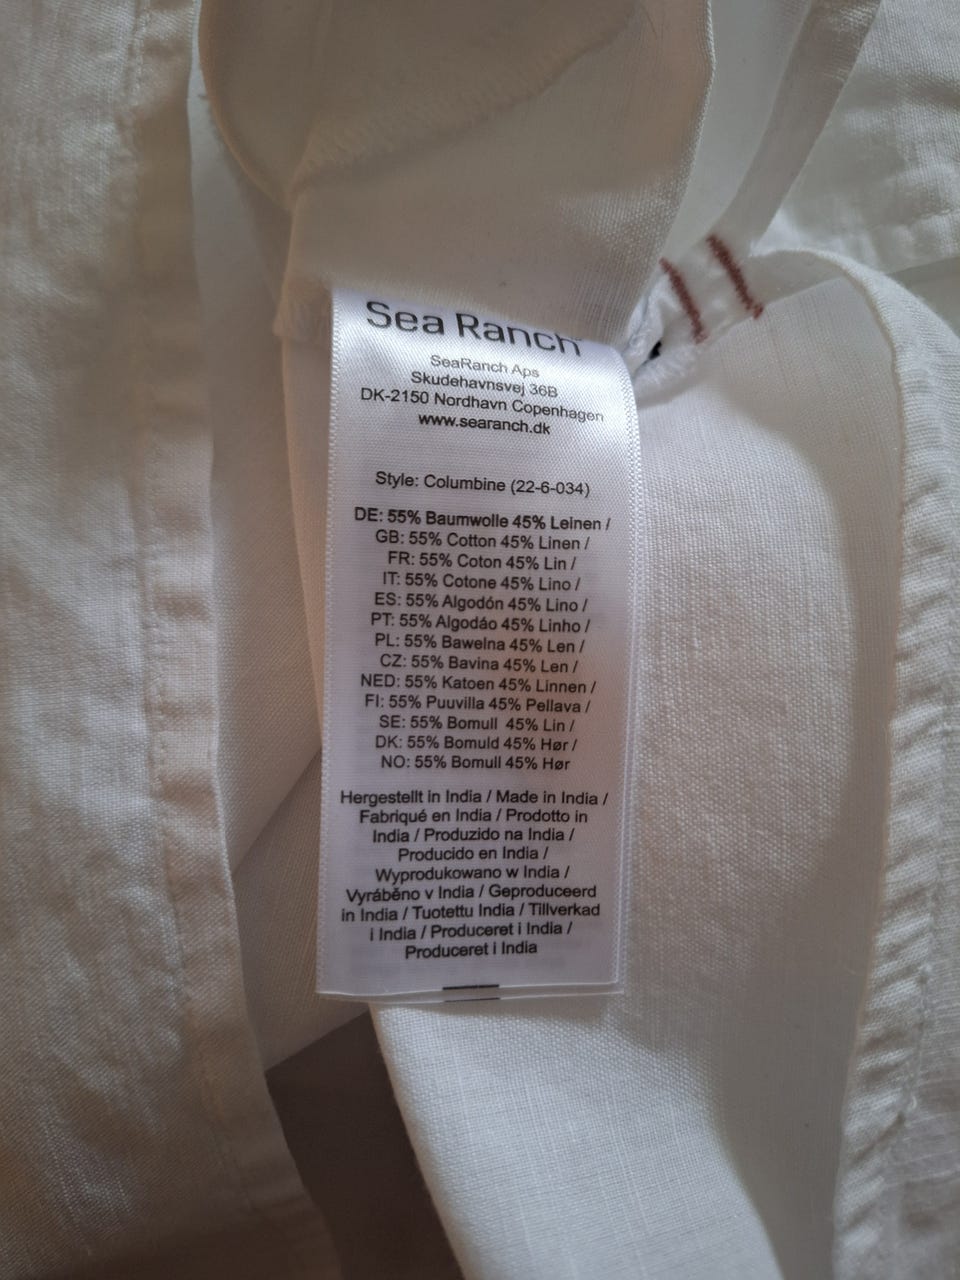 Sea Ranch
SeaRanch Aps
Skudehavnsvej 36B
DK-2150 Nordhavn Copenhagen
www.searanch.dk
Style: Columbine (22-6-034)
DE: 55% Baumwolle 45% Leinen /
GB: 55% Cotton 45% Linen /
FR: 55% Coton 45% Lin /
IT: 55% Cotone 45% Lino /
ES: 55% Algodón 45% Lino /
PT: 55% Algodáo 45% Linho /
PL: 55% Bawelna 45% Len /
CZ: 55% Bavina 45% Len /
NED: 55% Katoen 45% Linnen /
FI: 55% Puuvilla 45% Pellava /
SE: 55% Bomull 45% Lin /
DK: 55% Bomuld 45% Hør /
NO: 55% Bomull 45% Hør
Hergestellt in India / Made in India /
Fabriqué en India / Prodotto in
India / Produzido na India /
Producido en India /
Wyprodukowano w India /
Vyráběno v India / Geproduceerd
in India / Tuotettu India / Tillverkad
i India / Produceret i India /
Produceret i India